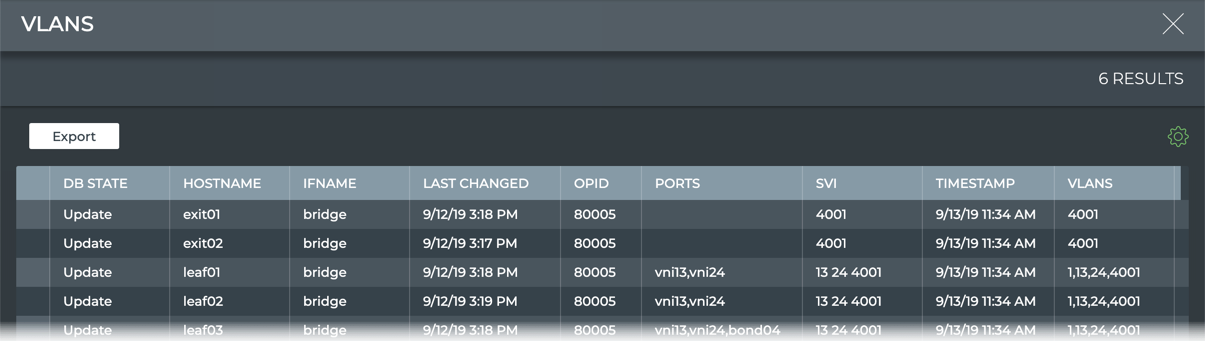 VLANS
6 RESULTS
Export
DB STATE HOSTNAME IFNAME LAST CHANGED OPID PORTS SVI TIMESTAMP VLANS
Update exit01 bridge 9/12/19 3:18 PM 80005 4001 9/13/19 11:34 AM 4001
Update exit02 bridge 9/12/19 3:17 PM 80005 4001 9/13/19 11:34 AM 4001
Update leaf01 bridge 9/12/19 3:18 PM 80005 vni13,vni24 13 24 4001 9/13/19 11:34 AM 1,13,24,4001
Update leaf02 bridge 9/12/19 3:19 PM 80005 vni13,vni24 13 24 4001 9/13/19 11:34 AM 1,13,24,4001
Update leaf03 bridge 9/12/19 3:18 PM 80005 vni13,vni24,bond04 13 24 4001 9/13/19 11:34 AM 1,13,24,4001